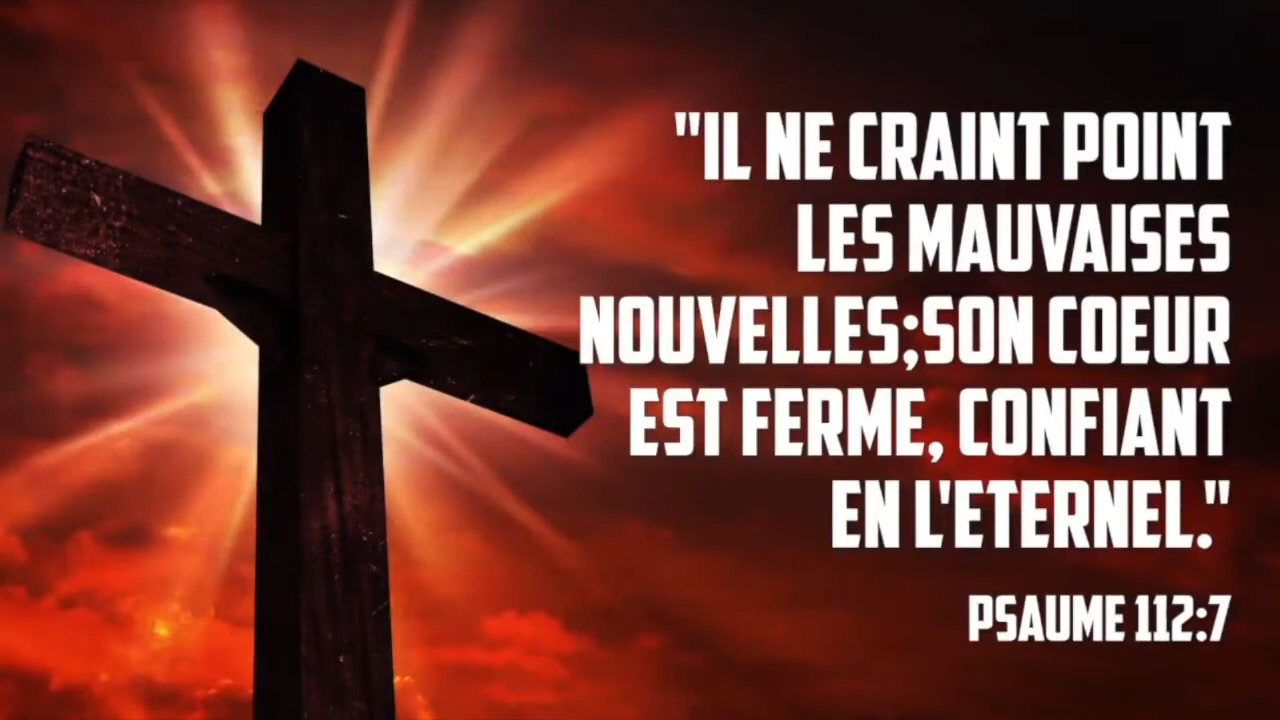 "IL NE CRAINT POINT
LES MAUVAISES
NOUVELLES;SON COEUR
EST FERME, CONFIANT
EN L'ETERNEL."
PSAUME 112:7